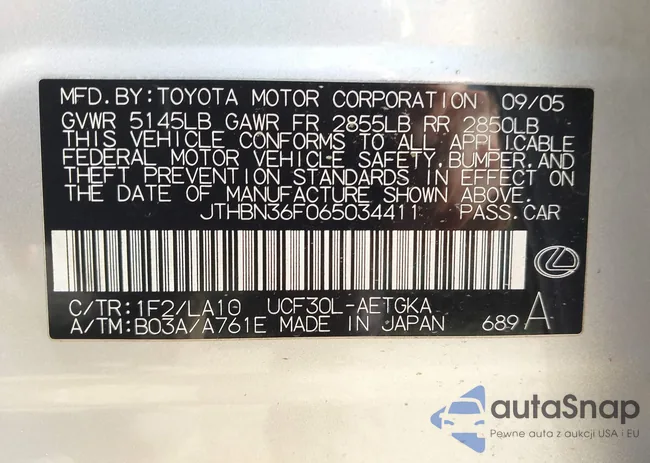 MFD.BY:TOYOTA MOTOR CORPORATION 09/05
GVWR 5145LB GAWR FR 2855LB RR 2850LB
THIS VEHICLE CONFORMS TO ALL APPLICABLE
FEDERAL VEHICLE SAFETY,BUMPER,AND
THEFT PREVENTION STANDARDS IN EFFECT ON
THE DATE OF MANUFACTURE SHOWN ABOVE.
JTHBN36F065034411 PASS.CAR
C/TR:1F2/LA10 UCF30L-AETGKA
A/TM:B03A/A761E MADE IN JAPAN 689 A
autaSnap
Pewne auta z aukcji USA i EU